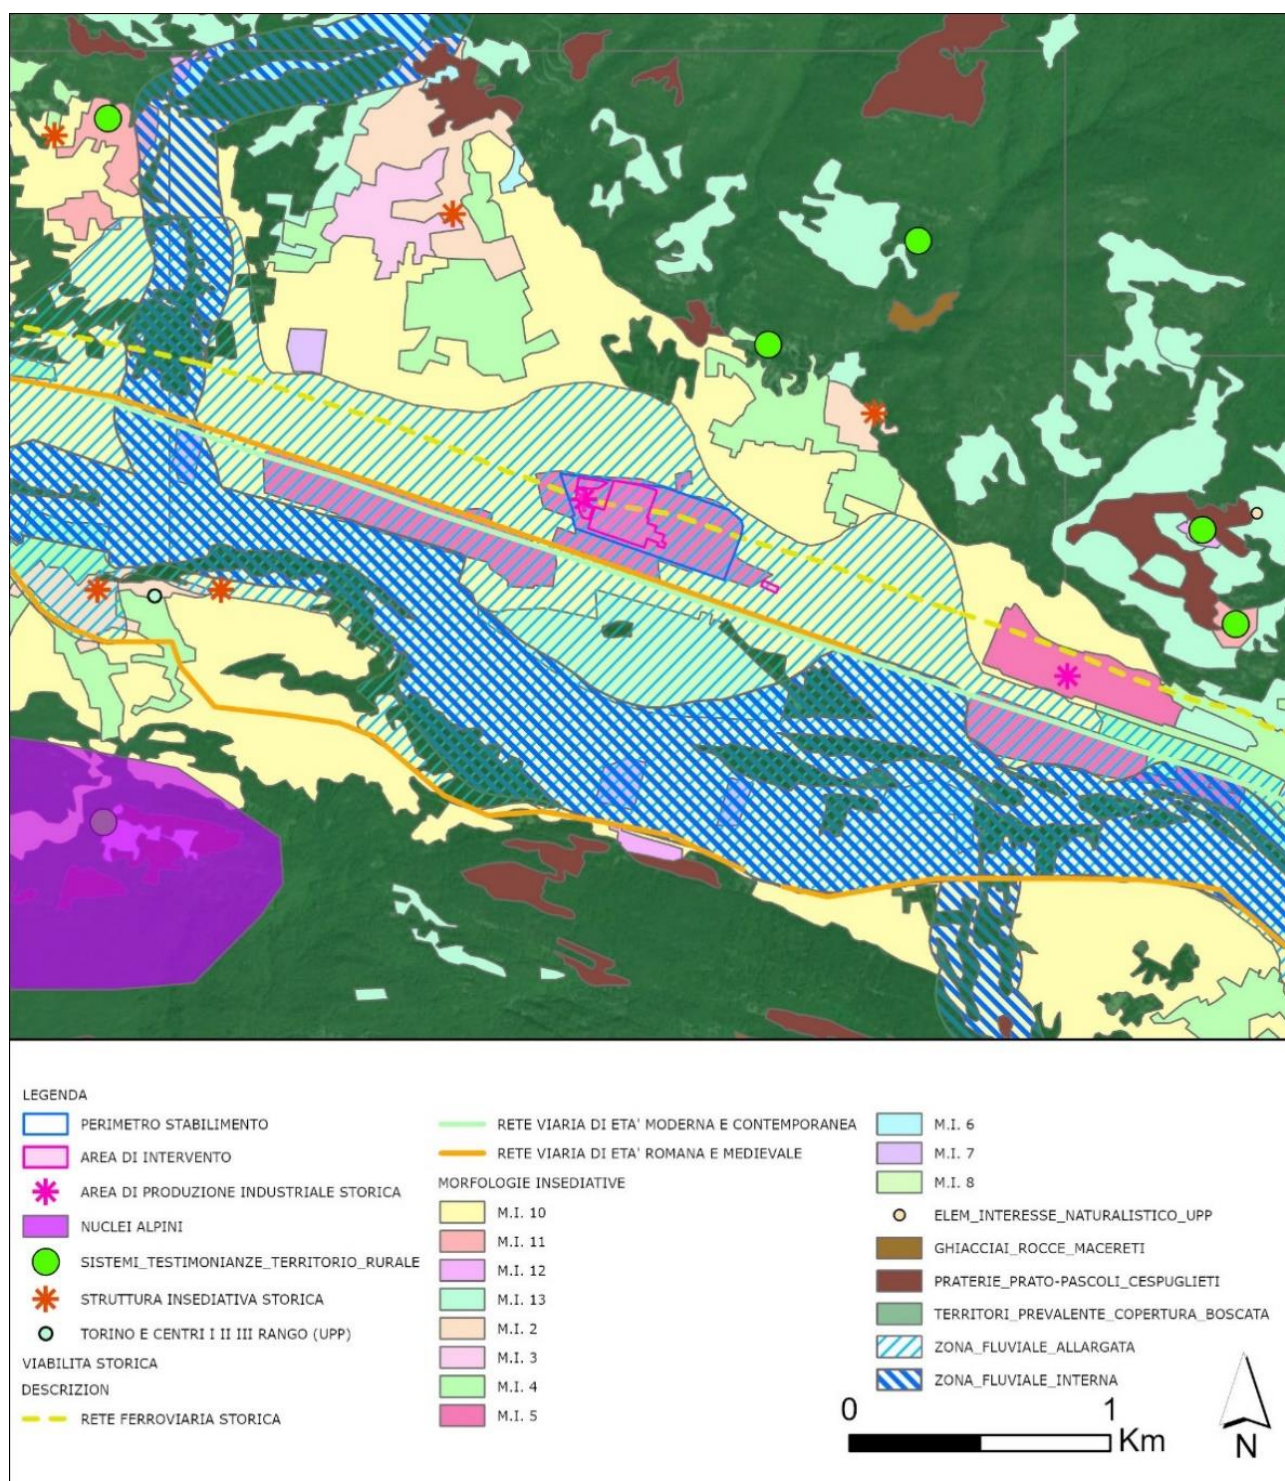 LEGENDA
PERIMETRO STABILIMENTO
AREA DI INTERVENTO
AREA DI PRODUZIONE INDUSTRIALE STORICA
NUCLEI ALPINI
SISTEMI_TESTIMONIANZE_TERRITORIO_RURALE
STRUTTURA INSEDIATIVA STORICA
TORINO E CENTRI I II III RANGO (UPP)
VIABILITA STORICA
DESCRIZION
RETE FERROVIARIA STORICA
RETE VIARIA DI ETA' MODERNA E CONTEMPORANEA
RETE VIARIA DI ETA' ROMANA E MEDIEVALE
MORFOLOGIE INSEDIATIVE
M.I. 10
M.I. 11
M.I. 12
M.I. 13
M.I. 2
M.I. 3
M.I. 4
M.I. 5
M.I. 6
M.I. 7
M.I. 8
ELEM_INTERESSE_NATURALISTICO_UPP
GHIACCIAI_ROCCE_MACERETI
PRATERIE_PRATO-PASCOLI_CESPUGLIETI
TERRITORI_PREVALENTE_COPERTURA_BOSCATA
ZONA_FLUVIALE_ALLARGATA
ZONA_FLUVIALE_INTERNA
0 1
Km
N